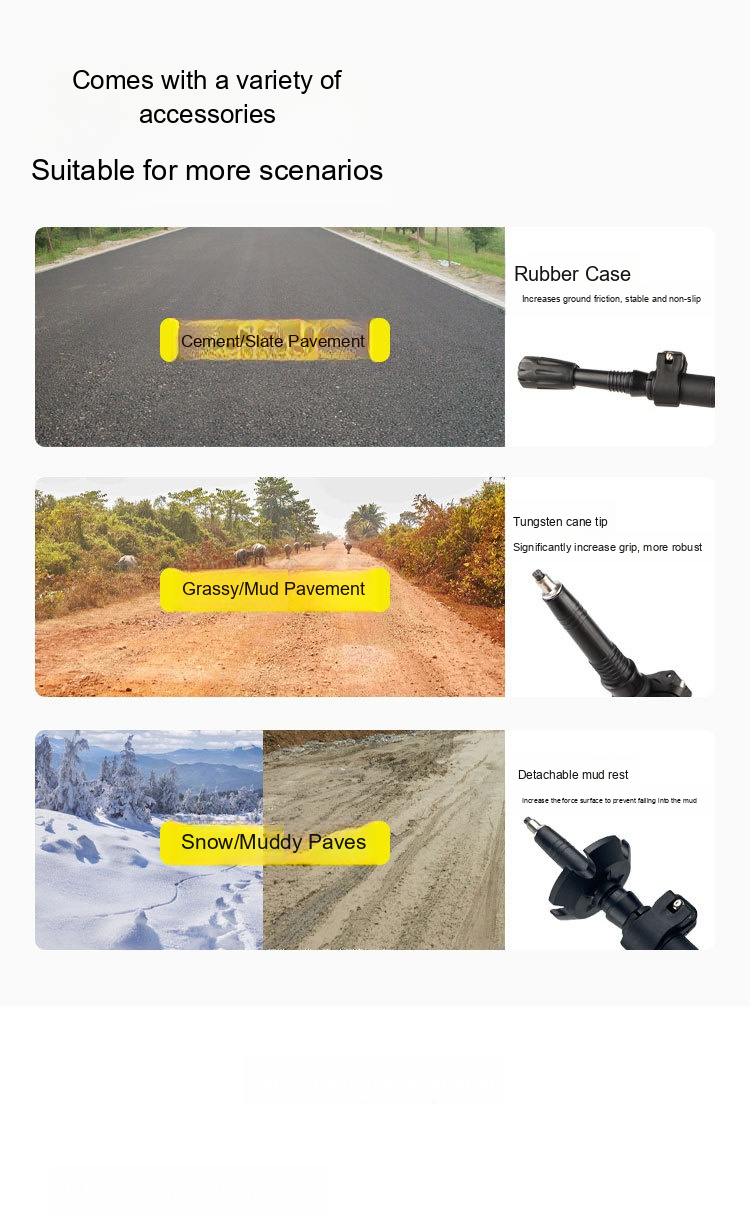 Comes with a variety of
accessories
Suitable for more scenarios
Cement/Slate Pavement
Rubber Case
Increases ground friction, stable and non-slip
Grassy/Mud Pavement
Tungsten cane tip
Significantly increase grip, more robust
Snow/Muddy Paves
Detachable mud rest
Increase the force surface to prevent falling into the mud